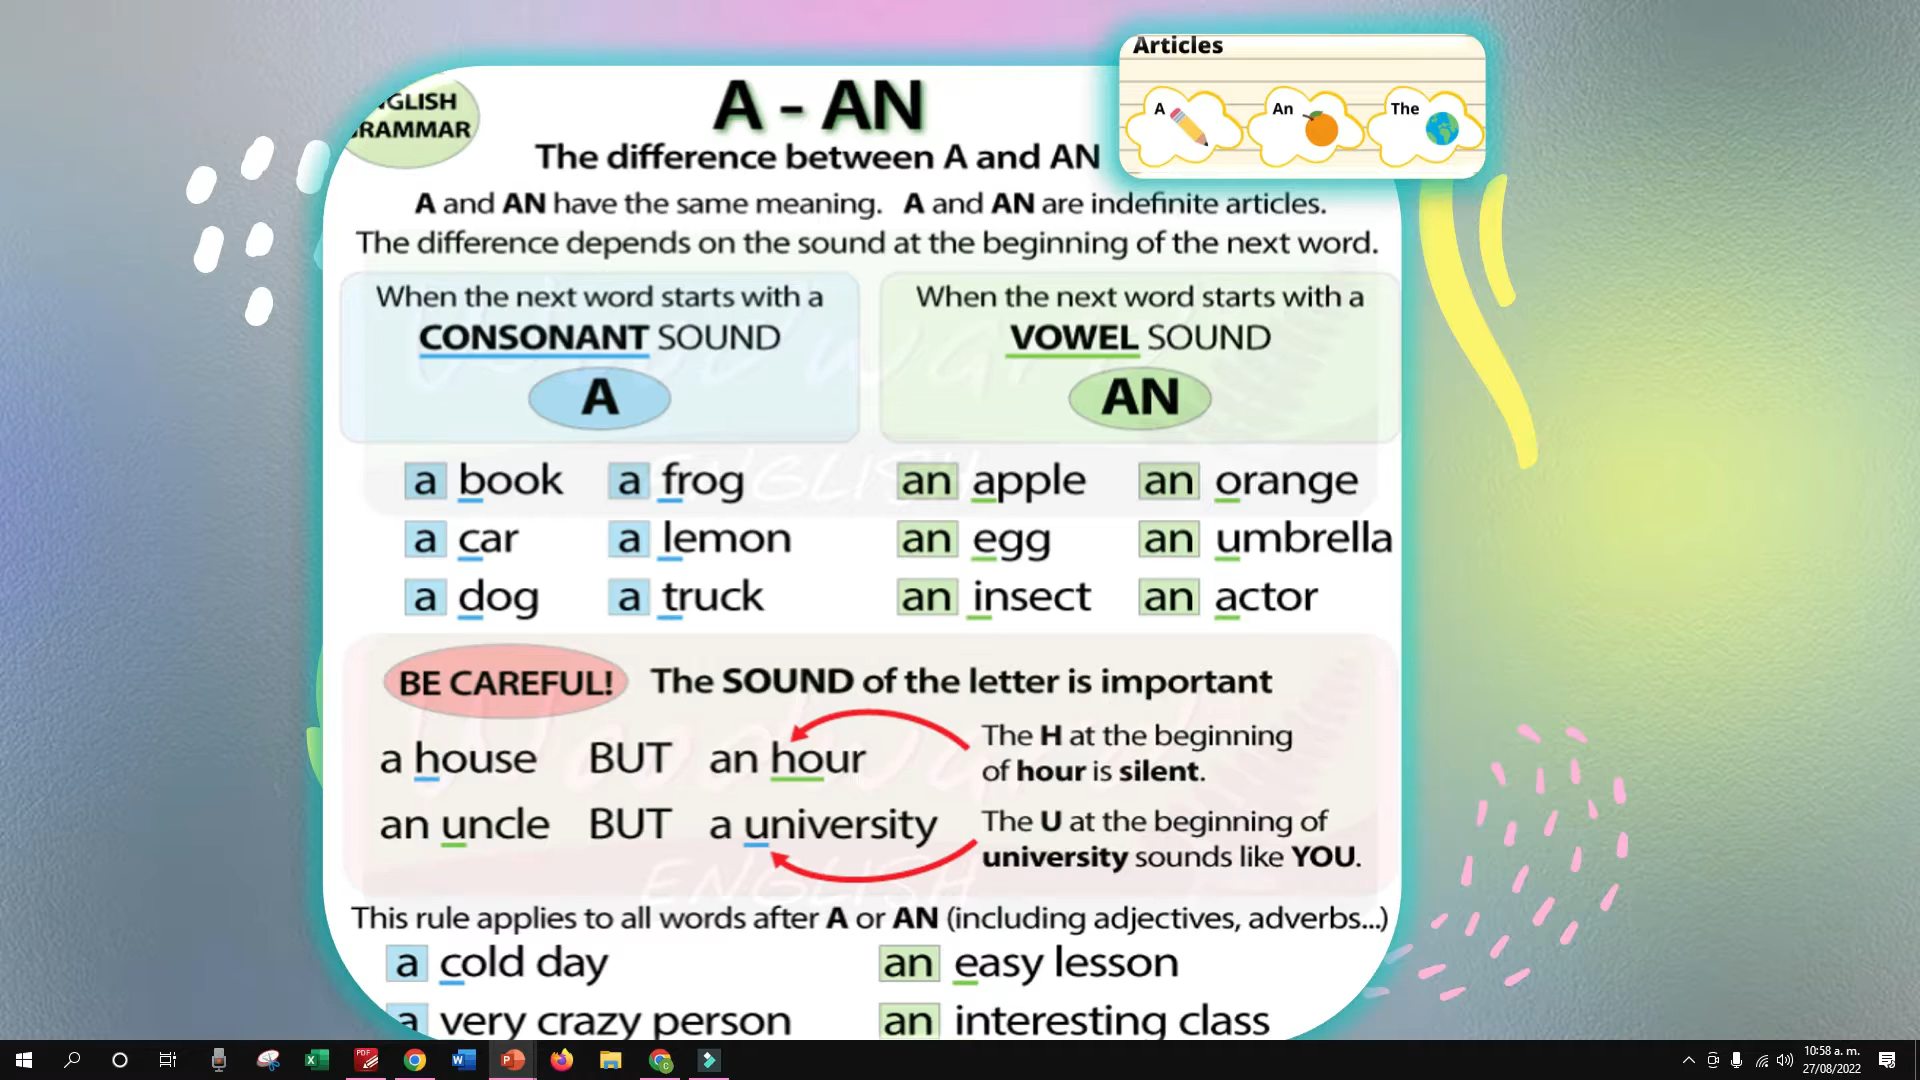 Articles
A An The
NGLISH
GRAMMAR
A - AN
The difference between A and AN
A and AN have the same meaning. A and AN are indefinite articles.
The difference depends on the sound at the beginning of the next word.
When the next word starts with a
CONSONANT SOUND
A
When the next word starts with a
VOWEL SOUND
AN
a book a frog an apple an orange
a car a lemon an egg an umbrella
a dog a truck an insect an actor
BE CAREFUL! The SOUND of the letter is important
a house BUT an hour
The H at the beginning
of hour is silent.
an uncle BUT a university
The U at the beginning of
university sounds like YOU.
This rule applies to all words after A or AN (including adjectives, adverbs...)
a cold day an easy lesson
a very crazy person an interesting class
ENGLISH
ENGLISH
10:58 a. m.
27/08/2022